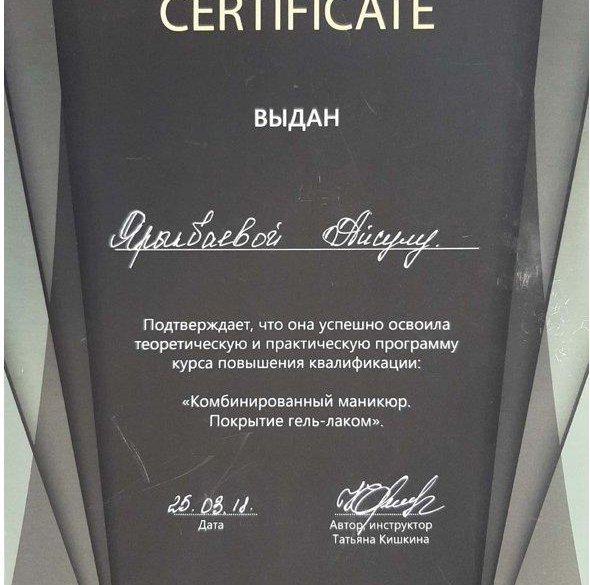 CERTIFICATE
ВЫДАН
Ярылбаевой Айсулу.
Подтверждает, что она успешно освоила
теоретическую и практическую программу
курса повышения квалификации:
«Комбинированный маникюр.
Покрытие гель-лаком».
25.03.18.
Дата
Автор, инструктор
Татьяна Кишкина